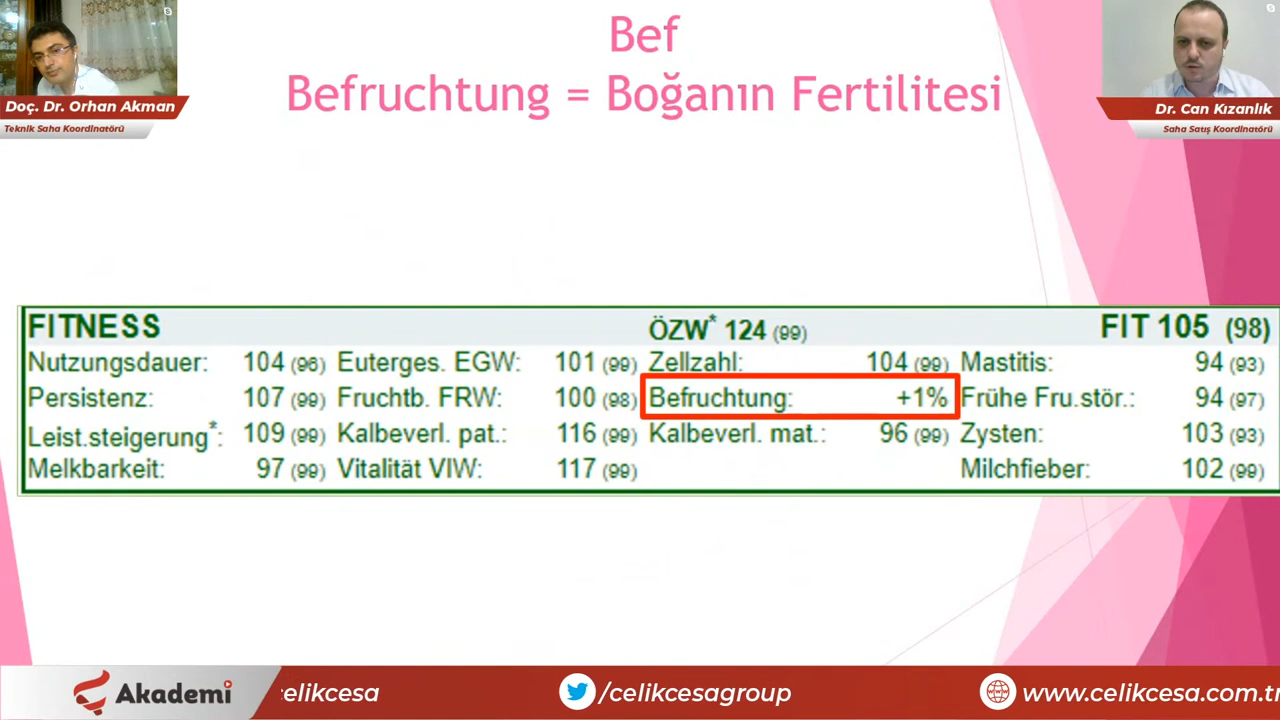 Bef
Befruchtung = Boğanın Fertilitesi
Doç. Dr. Orhan Akman
Teknik Saha Koordinatörü
Dr. Can Kızanlık
Saha Satış Koordinatörü
FITNESS ÖZW* 124 (99) FIT 105 (98)
Nutzungsdauer: 104 (96) Euterges. EGW: 101 (99) Zellzahl: 104 (99) Mastitis: 94 (93)
Persistenz: 107 (99) Fruchtb. FRW: 100 (98) Befruchtung: +1% Frühe Fru.stör.: 94 (97)
Leist.steigerung*: 109 (99) Kalbeverl. pat.: 116 (99) Kalbeverl. mat.: 96 (99) Zysten: 103 (93)
Melkbarkeit: 97 (99) Vitalität VIW: 117 (99) Milchfieber: 102 (99)
Akademi celikcesa /celikcesagroup www.celikcesa.com.tr